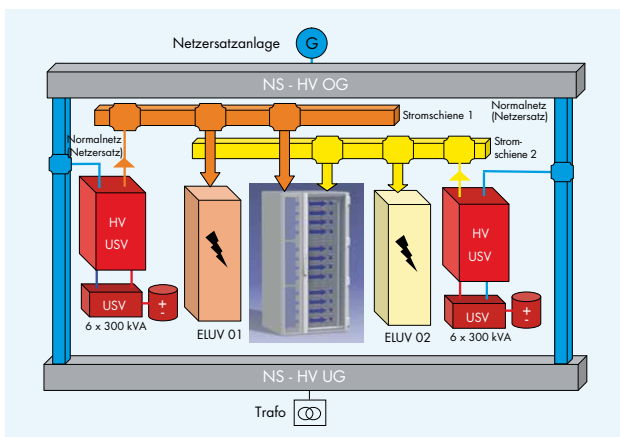 Netzersatzanlage
G
NS - HV OG
Stromschiene 1
Normalnetz
(Netzersatz)
Normalnetz
(Netzersatz)
Strom-
schiene 2
HV
USV
HV
USV
USV
+
-
USV
+
-
6 x 300 kVA
ELUV 01
ELUV 02
6 x 300 kVA
NS - HV UG
Trafo